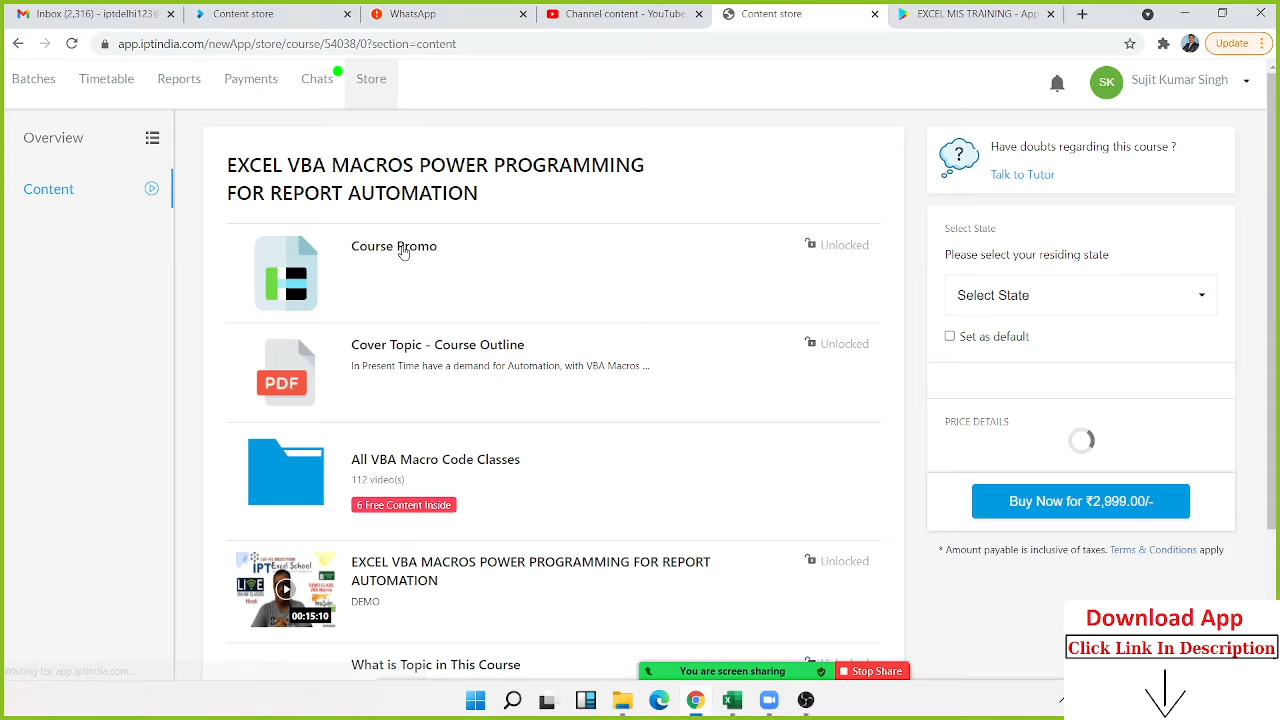 Inbox (2,316) - iptdelhi123@
Content store
WhatsApp
Channel content - YouTube
Content store
EXCEL MIS TRAINING - App
app.iptindia.com/newApp/store/course/54038/0?section=content
Update
Batches
Timetable
Reports
Payments
Chats
Store
SK
Sujit Kumar Singh
Overview
Content
EXCEL VBA MACROS POWER PROGRAMMING
FOR REPORT AUTOMATION
Course Promo
Unlocked
PDF
Cover Topic - Course Outline
Unlocked
In Present Time have a demand for Automation, with VBA Macros ...
All VBA Macro Code Classes
112 video(s)
6 Free Content Inside
IPT Excel School
LIVE
00:15:10
EXCEL VBA MACROS POWER PROGRAMMING FOR REPORT
AUTOMATION
Unlocked
DEMO
What is Topic in This Course
Have doubts regarding this course ?
Talk to Tutor
Select State
Please select your residing state
Select State
Set as default
PRICE DETAILS
Buy Now for ₹2,999.00/-
* Amount payable is inclusive of taxes. Terms & Conditions apply
Download App
Click Link In Description
Waiting for app.iptindia.com...
You are screen sharing
Stop Share